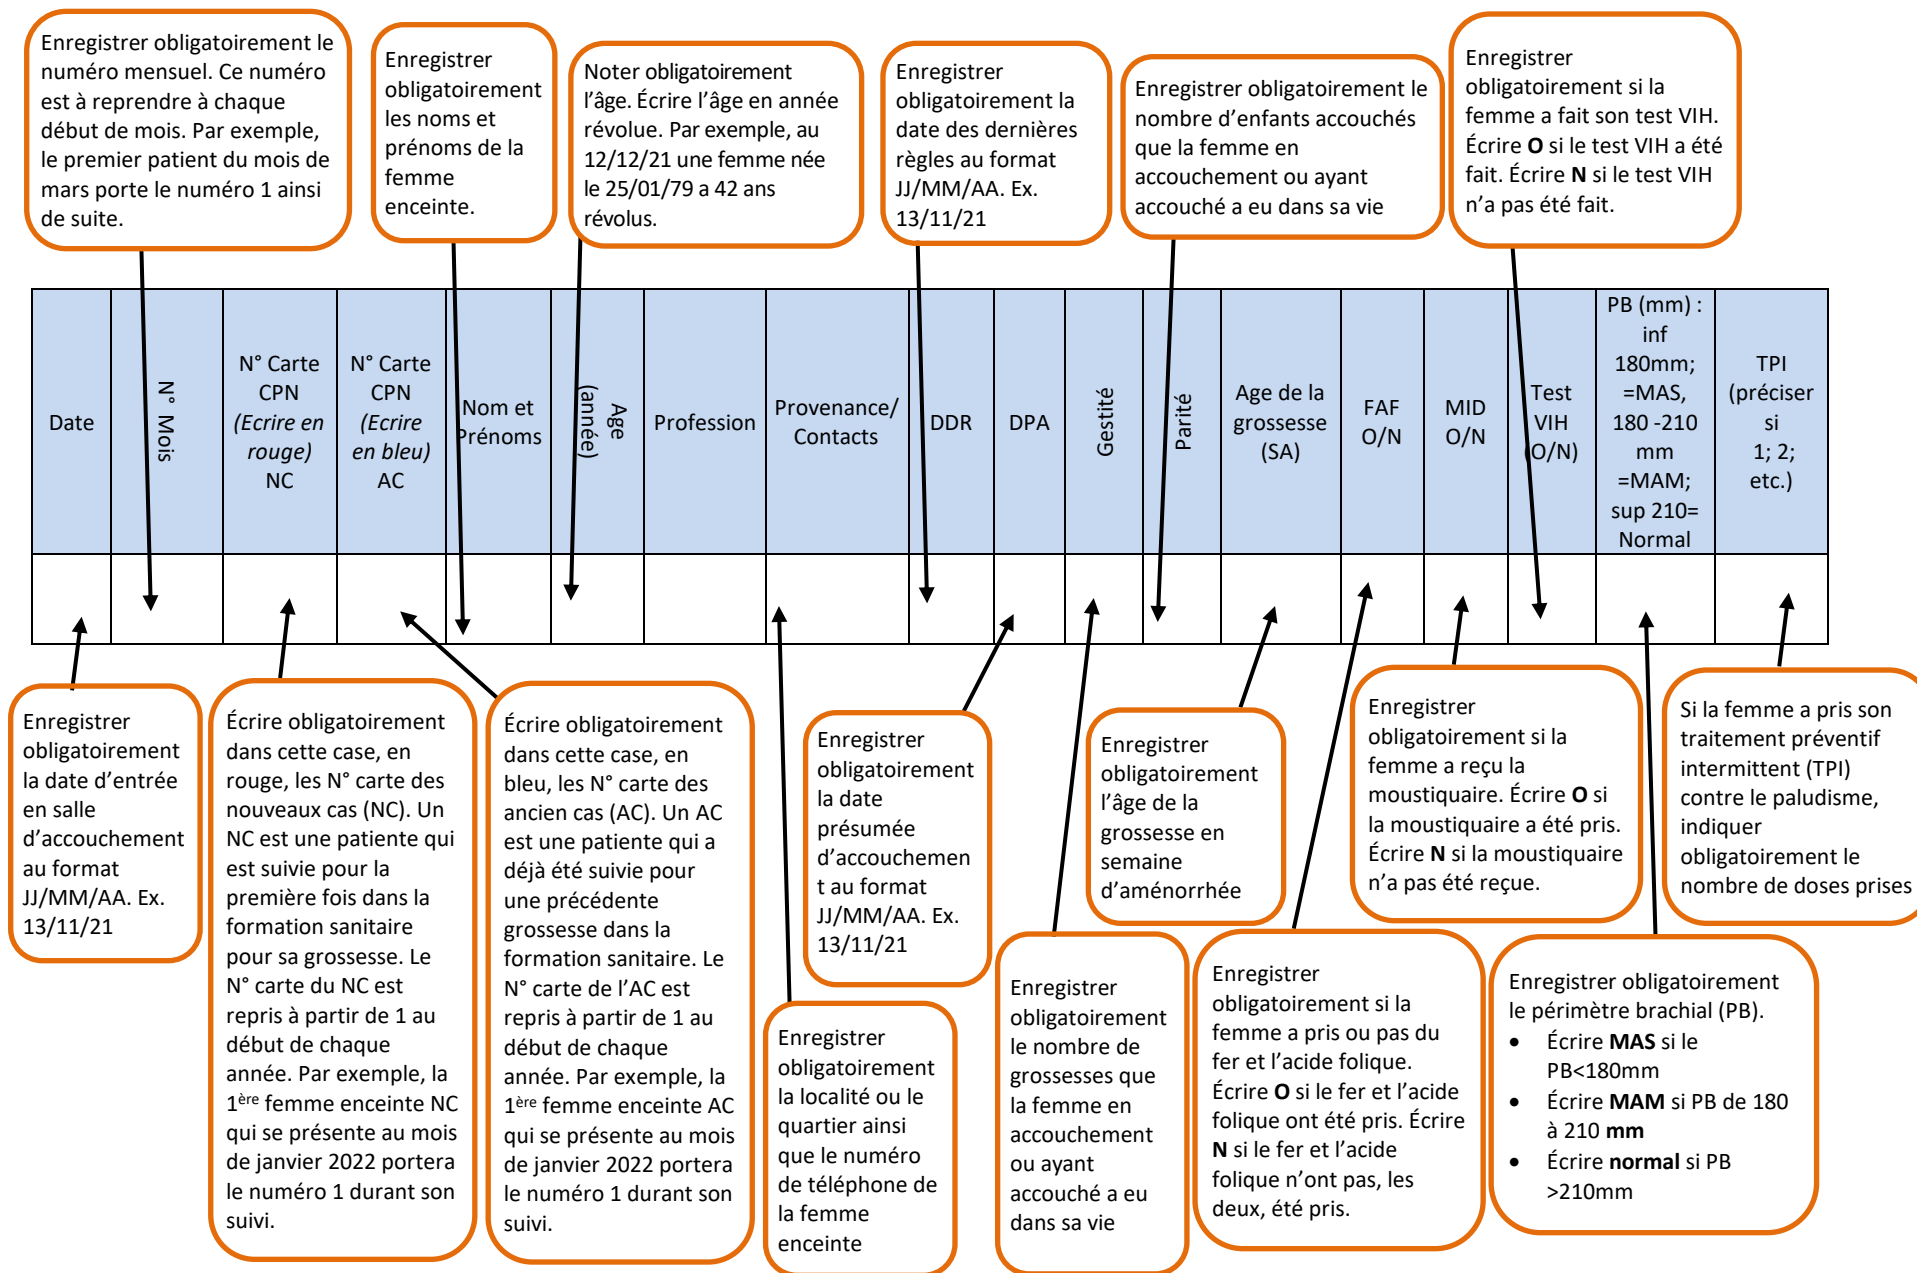 Enregistrer obligatoirement le
numéro mensuel. Ce numéro
est à reprendre à chaque
début de mois. Par exemple,
le premier patient du mois de
mars porte le numéro 1 ainsi
de suite.
Enregistrer
obligatoirement
les noms et
prénoms de la
femme
enceinte.
Noter obligatoirement
l’âge. Écrire l’âge en année
révolue. Par exemple, au
12/12/21 une femme née
le 25/01/79 a 42 ans
révolus.
Enregistrer
obligatoirement la
date des dernières
règles au format
JJ/MM/AA. Ex.
13/11/21
Enregistrer obligatoirement le
nombre d’enfants accouchés
que la femme en
accouchement ou ayant
accouché a eu dans sa vie
Enregistrer
obligatoirement si la
femme a fait son test VIH.
Écrire O si le test VIH a été
fait. Écrire N si le test VIH
n’a pas été fait.
Date
N° Mois
N° Carte
CPN
(Ecrire en
rouge)
NC
N° Carte
CPN
(Ecrire
en bleu)
AC
Nom et
Prénoms
Age
(année)
Profession
Provenance/
Contacts
DDR
DPA
Gestité
Parité
Age de la
grossesse
(SA)
FAF
O/N
MID
O/N
Test
VIH
(O/N)
PB (mm) :
inf
180mm;
=MAS,
180 -210
mm
=MAM;
sup 210=
Normal
TPI
(préciser
si
1; 2;
etc.)
Enregistrer
obligatoirement
la date d’entrée
en salle
d’accouchement
au format
JJ/MM/AA. Ex.
13/11/21
Écrire obligatoirement
dans cette case, en
rouge, les N° carte des
nouveaux cas (NC). Un
NC est une patiente qui
est suivie pour la
première fois dans la
formation sanitaire
pour sa grossesse. Le
N° carte du NC est
repris à partir de 1 au
début de chaque
année. Par exemple, la
1ère femme enceinte NC
qui se présente au mois
de janvier 2022 portera
le numéro 1 durant son
suivi.
Écrire obligatoirement
dans cette case, en
bleu, les N° carte des
ancien cas (AC). Un AC
est une patiente qui a
déjà été suivie pour
une précédente
grossesse dans la
formation sanitaire. Le
N° carte de l’AC est
repris à partir de 1 au
début de chaque
année. Par exemple, la
1ère femme enceinte AC
qui se présente au mois
de janvier 2022 portera
le numéro 1 durant son
suivi.
Enregistrer
obligatoirement
la localité ou le
quartier ainsi
que le numéro
de téléphone de
la femme
enceinte
Enregistrer
obligatoirement
la date
présumée
d’accouchemen
t au format
JJ/MM/AA. Ex.
13/11/21
Enregistrer
obligatoirement
le nombre de
grossesses que
la femme en
accouchement
ou ayant
accouché a eu
dans sa vie
Enregistrer
obligatoirement
l’âge de la
grossesse en
semaine
d’aménorrhée
Enregistrer
obligatoirement si la
femme a pris ou pas du
fer et l’acide folique.
Écrire O si le fer et l’acide
folique ont été pris. Écrire
N si le fer et l’acide
folique n’ont pas, les
deux, été pris.
Enregistrer
obligatoirement si la
femme a reçu la
moustiquaire. Écrire O si
la moustiquaire a été pris.
Écrire N si la moustiquaire
n’a pas été reçue.
Enregistrer obligatoirement
le périmètre brachial (PB).
• Écrire MAS si le
PB<180mm
• Écrire MAM si PB de 180
à 210 mm
• Écrire normal si PB
>210mm
Si la femme a pris son
traitement préventif
intermittent (TPI)
contre le paludisme,
indiquer
obligatoirement le
nombre de doses prises